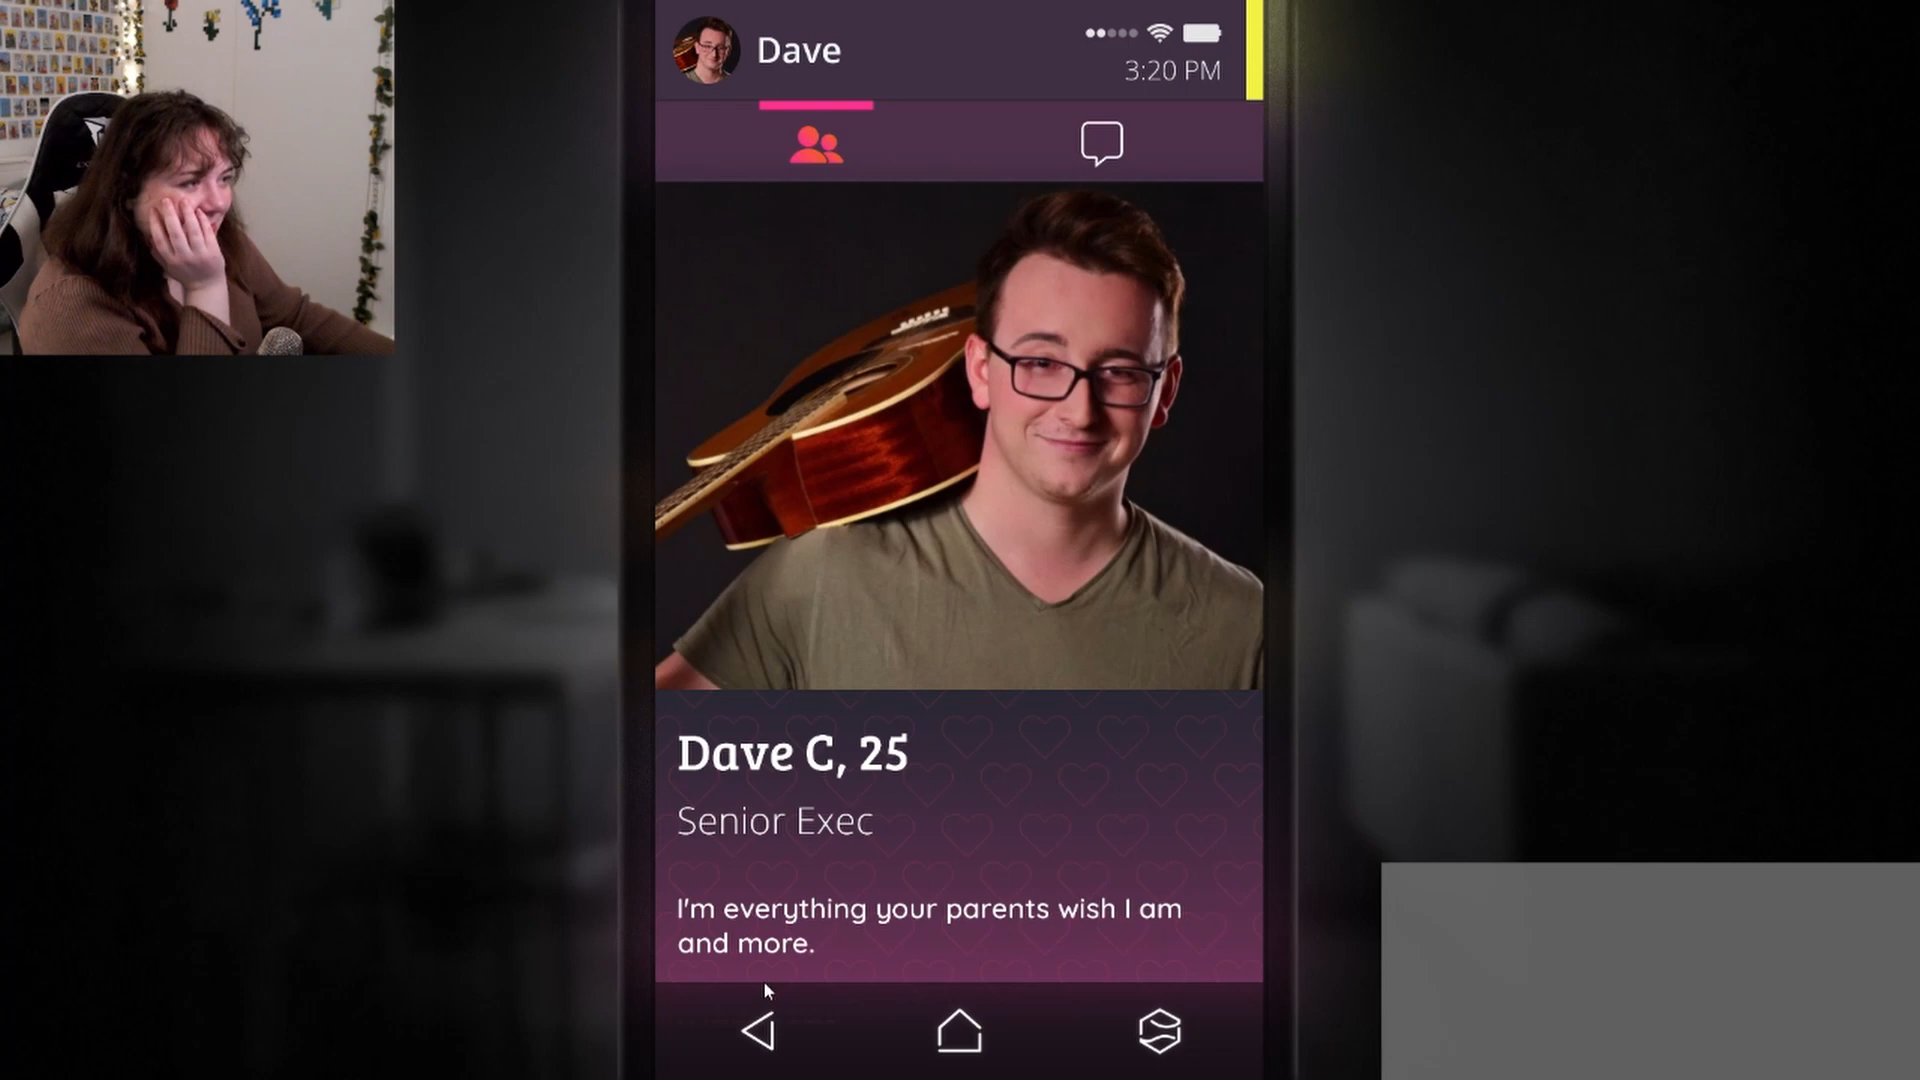 Dave
3:20 PM
Dave C, 25
Senior Exec
I'm everything your parents wish I am
and more.